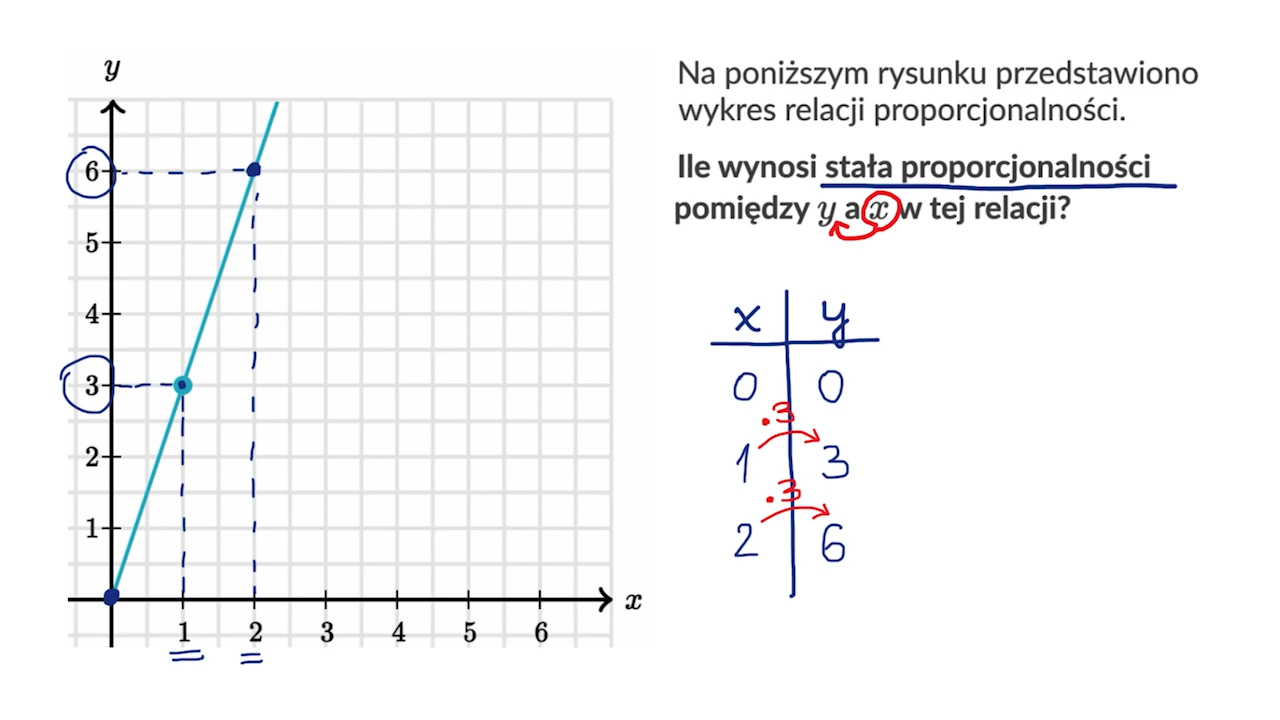 y
6
5
4
3
2
1
1 2 3 4 5 6
x
Na poniższym rysunku przedstawiono
wykres relacji proporcjonalności.
Ile wynosi stała proporcjonalności
pomiędzy y a x w tej relacji?
x y
0 0
.3
1 3
.3
2 6